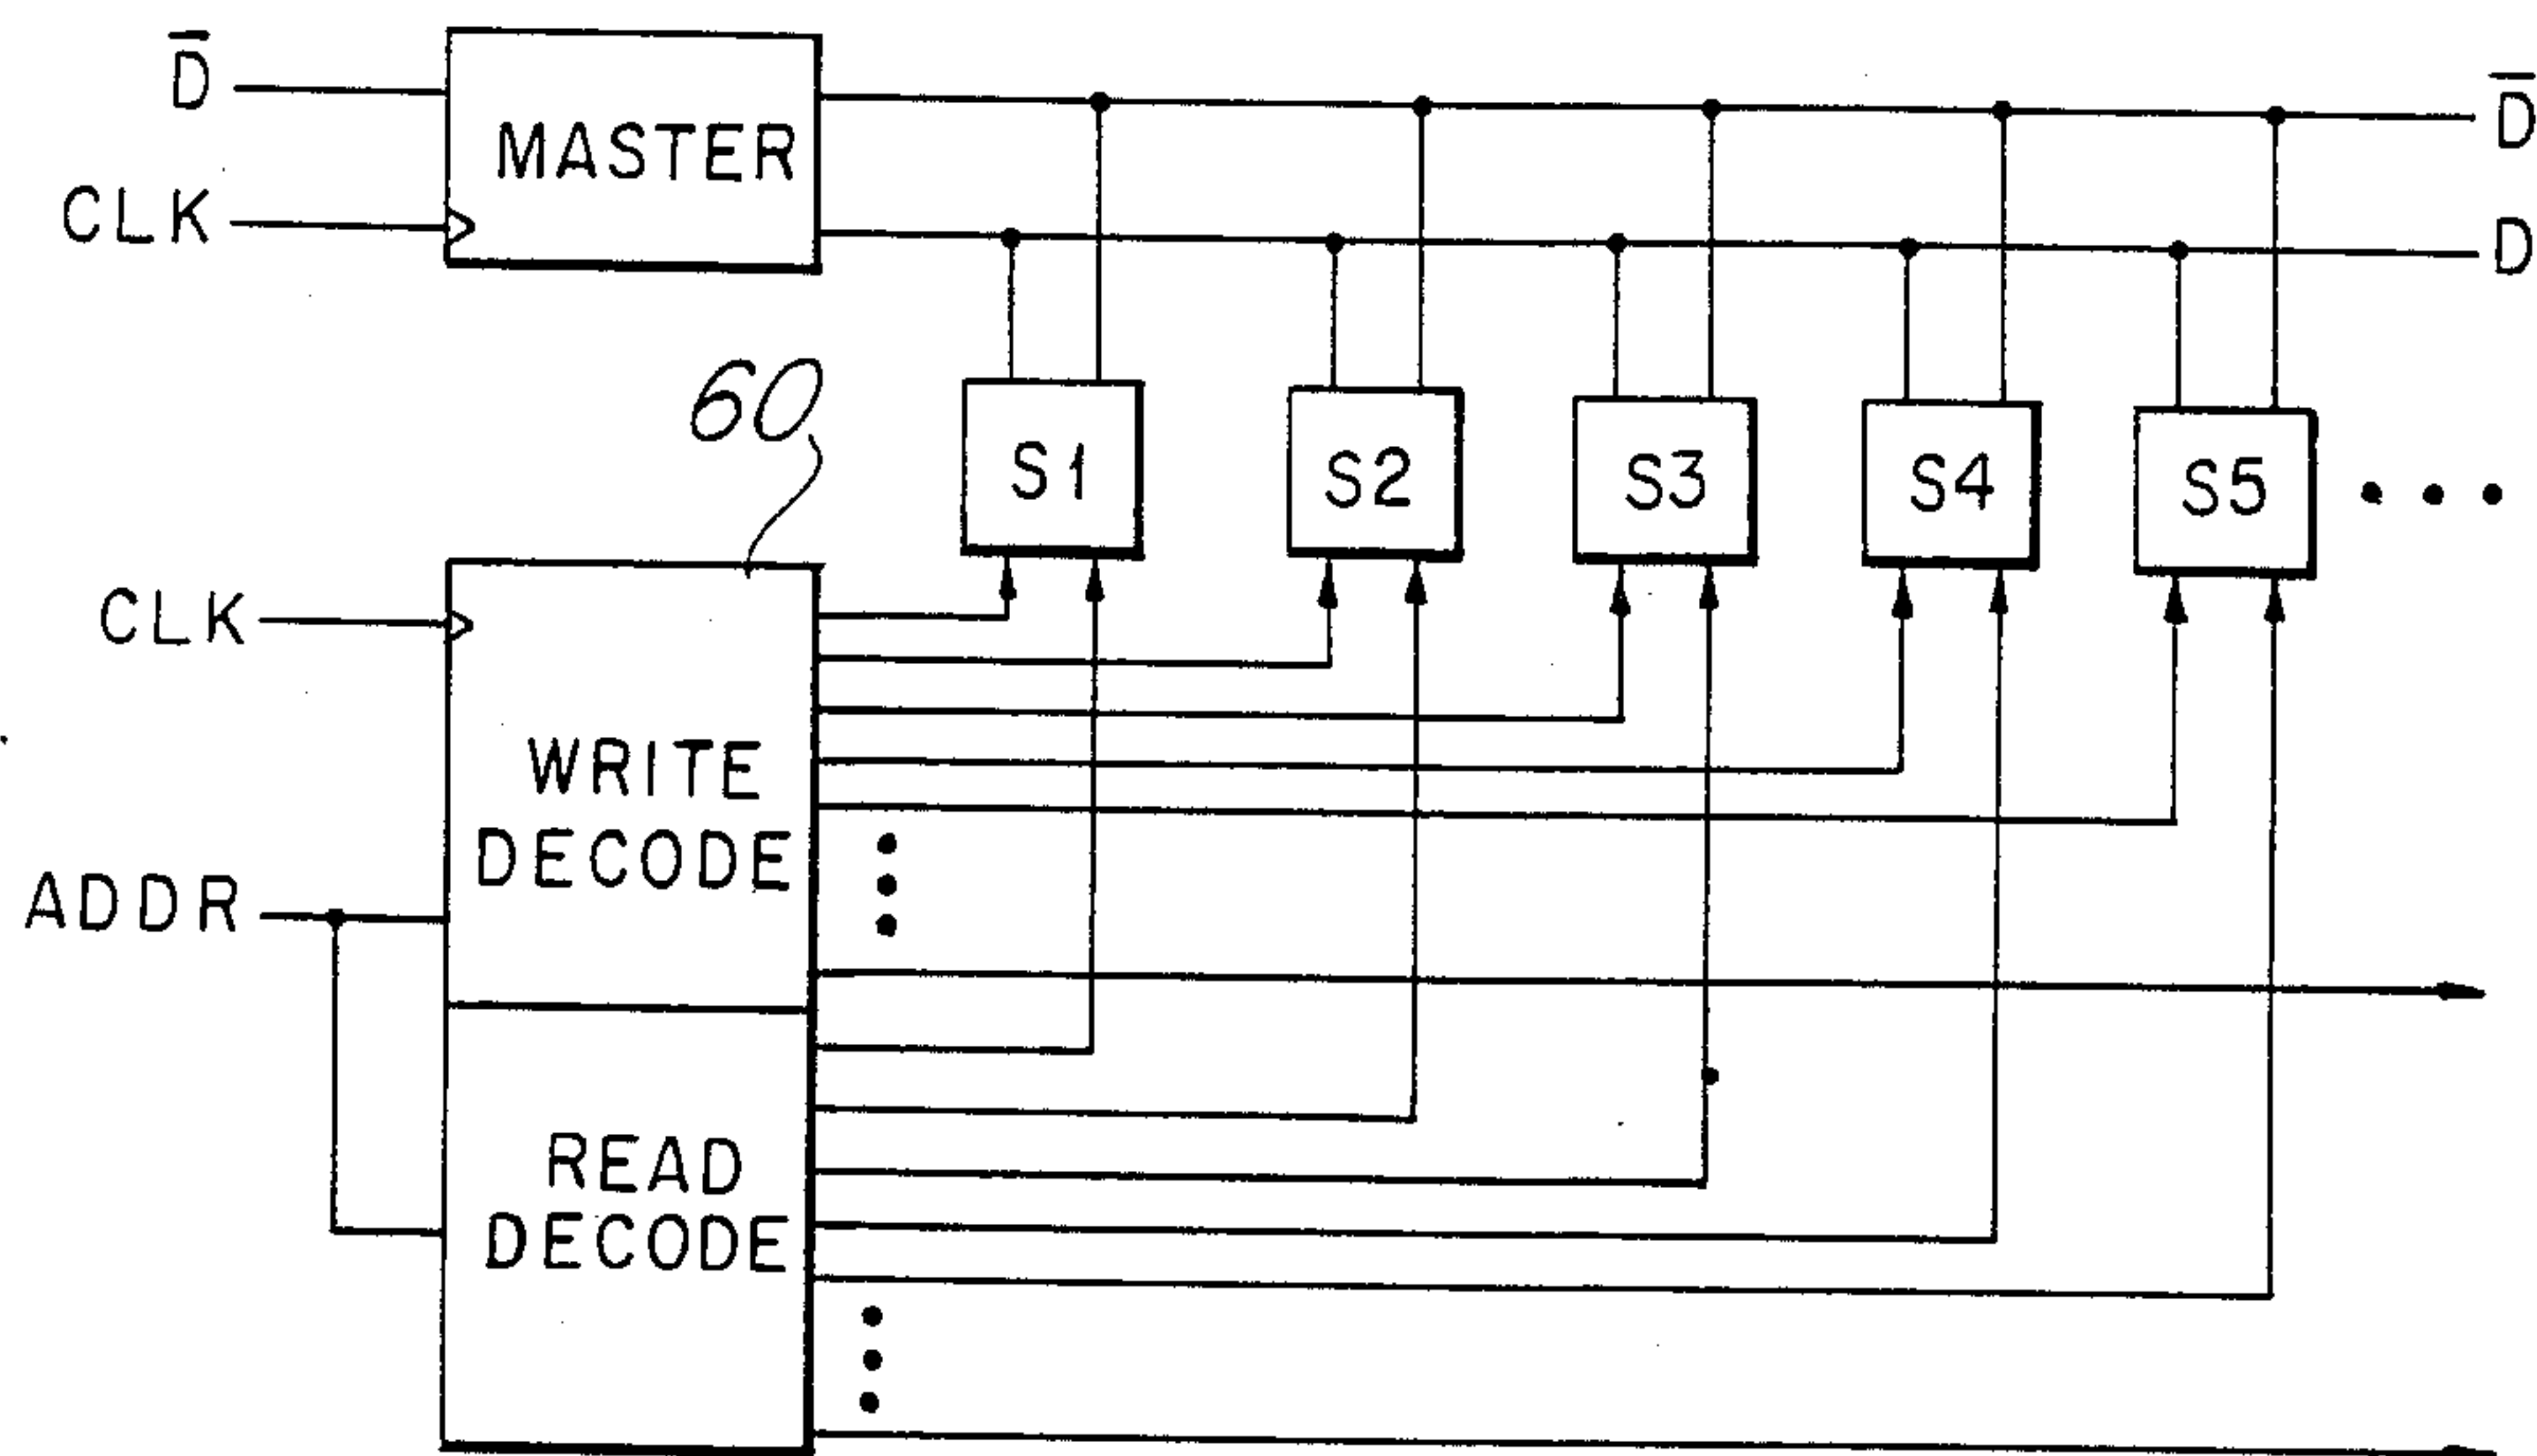 D̅
MASTER
D̅
CLK
D
60
S1
S2
S3
S4
S5
CLK
WRITE
DECODE
ADDR
READ
DECODE